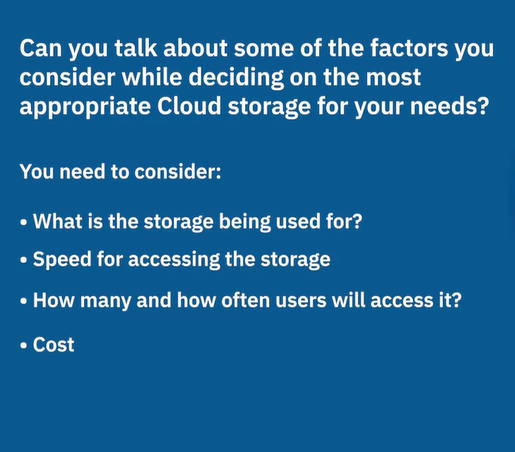 Can you talk about some of the factors you
consider while deciding on the most
appropriate Cloud storage for your needs?
You need to consider:
• What is the storage being used for?
• Speed for accessing the storage
• How many and how often users will access it?
• Cost